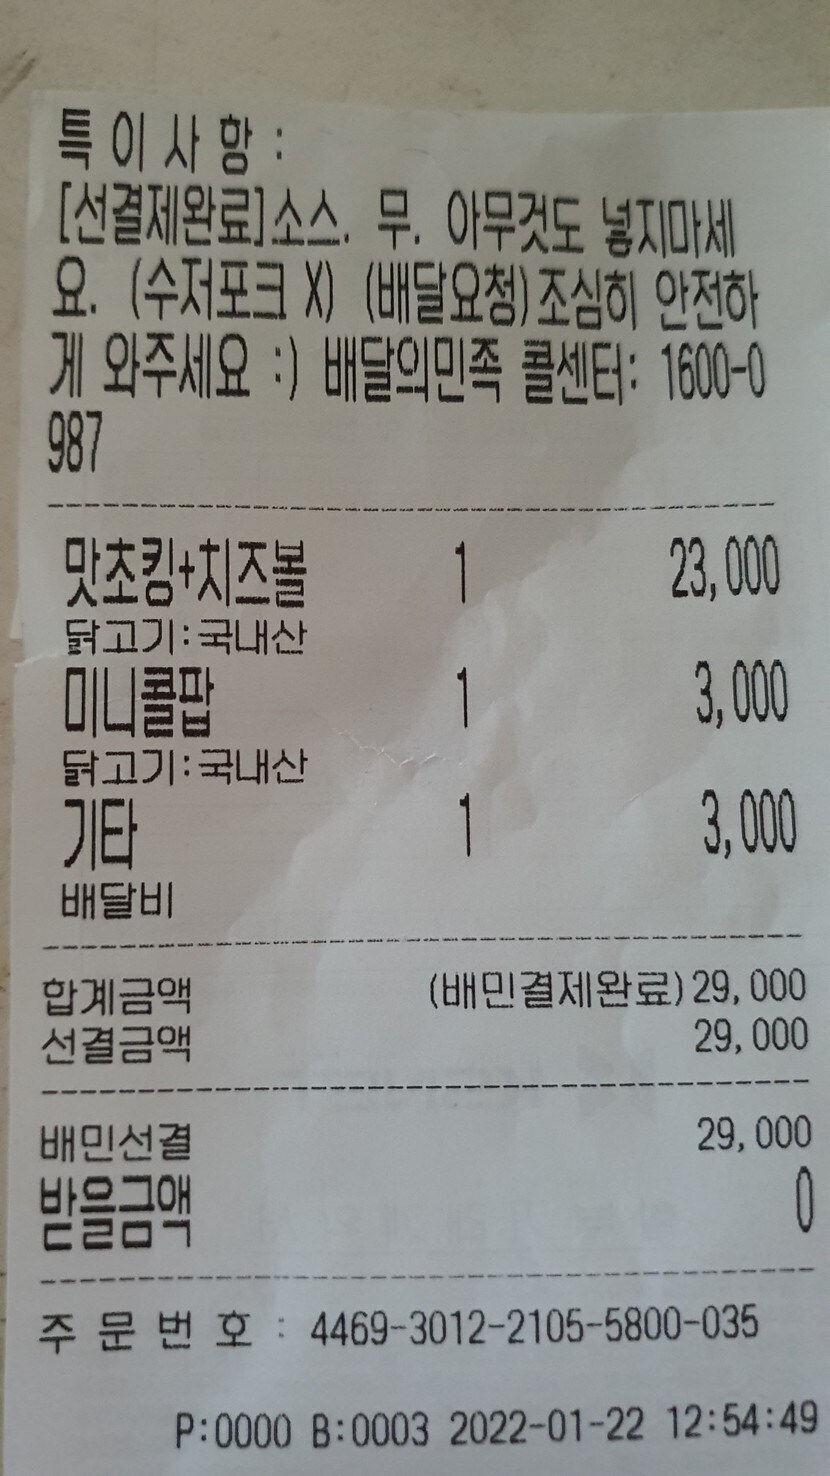 특 이 사 항 :
[선결제완료]소스. 무. 아무것도 넣지마세
요. (수저포크 X) (배달요청)조심히 안전하
게 와주세요 :) 배달의민족 콜센터: 1600-0
987
맛초킹+치즈볼 1 23,000
닭고기:국내산
미니콜팝 1 3,000
닭고기:국내산
기타 1 3,000
배달비
합계금액 (배민결제완료)29,000
선결금액 29,000
배민선결 29,000
받을금액 0
주 문 번 호 : 4469-3012-2105-5800-035
P:0000 B:0003 2022-01-22 12:54:49